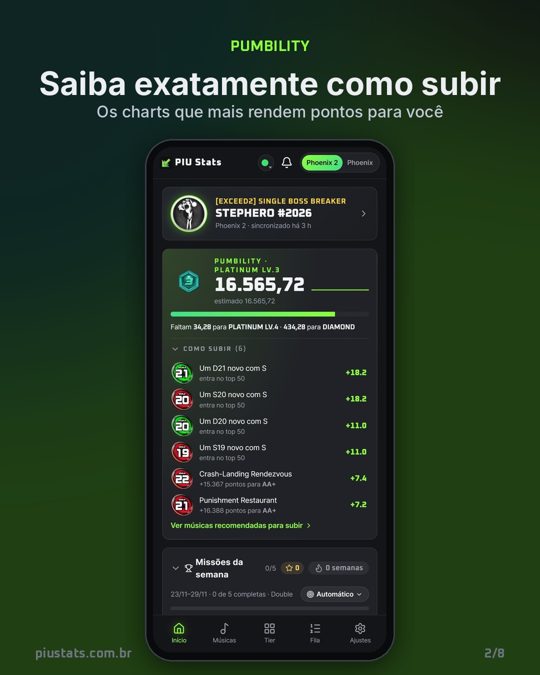 PUMBILITY
Saiba exatamente como subir
Os charts que mais rendem pontos para você
PIU Stats
Phoenix 2 Phoenix
[EXCEED2] SINGLE BOSS BREAKER
STEPHERO #2026
Phoenix 2 · sincronizado há 3 h
PUMBILITY ·
PLATINUM LV.3
16.565,72
estimado 16.565,72
Faltam 34,28 para PLATINUM LV.4 · 434,28 para DIAMOND
COMO SUBIR (6)
21 Um D21 novo com S +18.2
entra no top 50
20 Um S20 novo com S +18.2
entra no top 50
20 Um D20 novo com S +11.0
entra no top 50
19 Um S19 novo com S +11.0
entra no top 50
22 Crash-Landing Rendezvous +7.4
+15.367 pontos para AA+
21 Punishment Restaurant +7.2
+16.388 pontos para AA+
Ver músicas recomendadas para subir
Missões da semana 0/5 0 0 semanas
23/11–29/11 · 0 de 5 completas · Double Automático
Início Músicas Tier Fila Ajustes
piustats.com.br 2/8